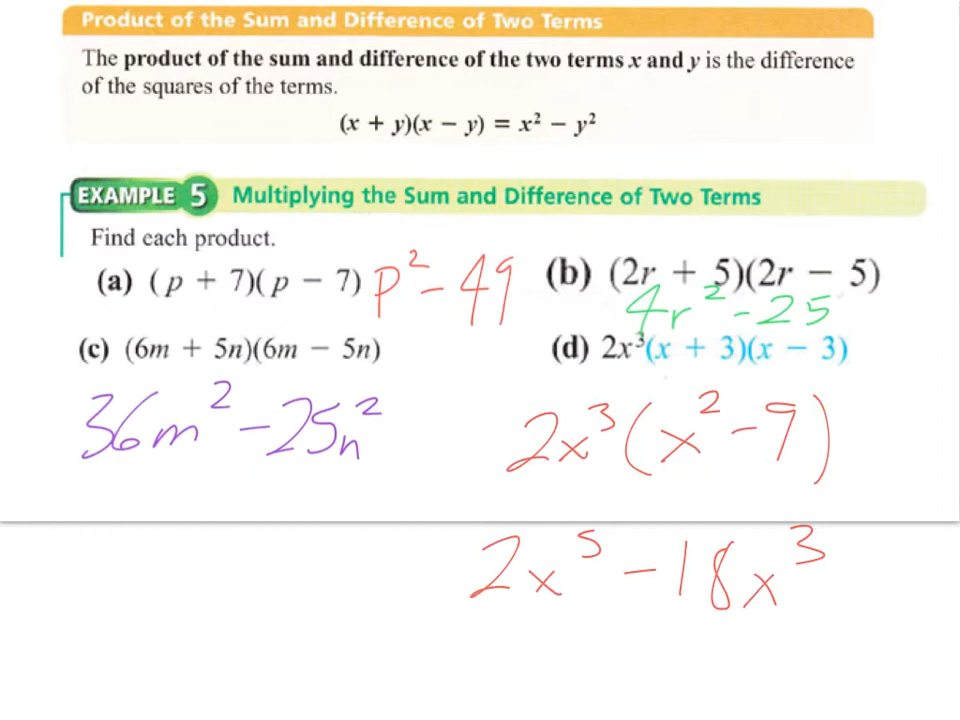 Product of the Sum and Difference of Two Terms
The product of the sum and difference of the two terms x and y is the difference
of the squares of the terms.
(x + y)(x − y) = x² − y²
EXAMPLE 5 Multiplying the Sum and Difference of Two Terms
Find each product.
(a) (p + 7)(p − 7) p² − 49
(b) (2r + 5)(2r − 5)
4r² − 25
(c) (6m + 5n)(6m − 5n)
(d) 2x³(x + 3)(x − 3)
36m² − 25n²
2x³(x² − 9)
2x⁵ − 18x³